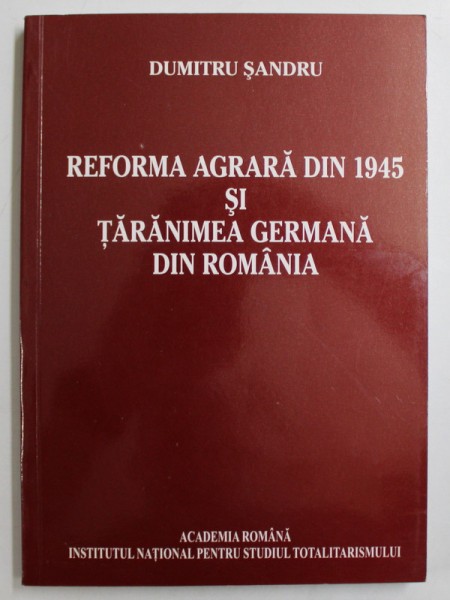 DUMITRU ŞANDRU
REFORMA AGRARĂ DIN 1945
ŞI
ŢĂRĂNIMEA GERMANĂ
DIN ROMÂNIA
ACADEMIA ROMÂNĂ
INSTITUTUL NAŢIONAL PENTRU STUDIUL TOTALITARISMULUI